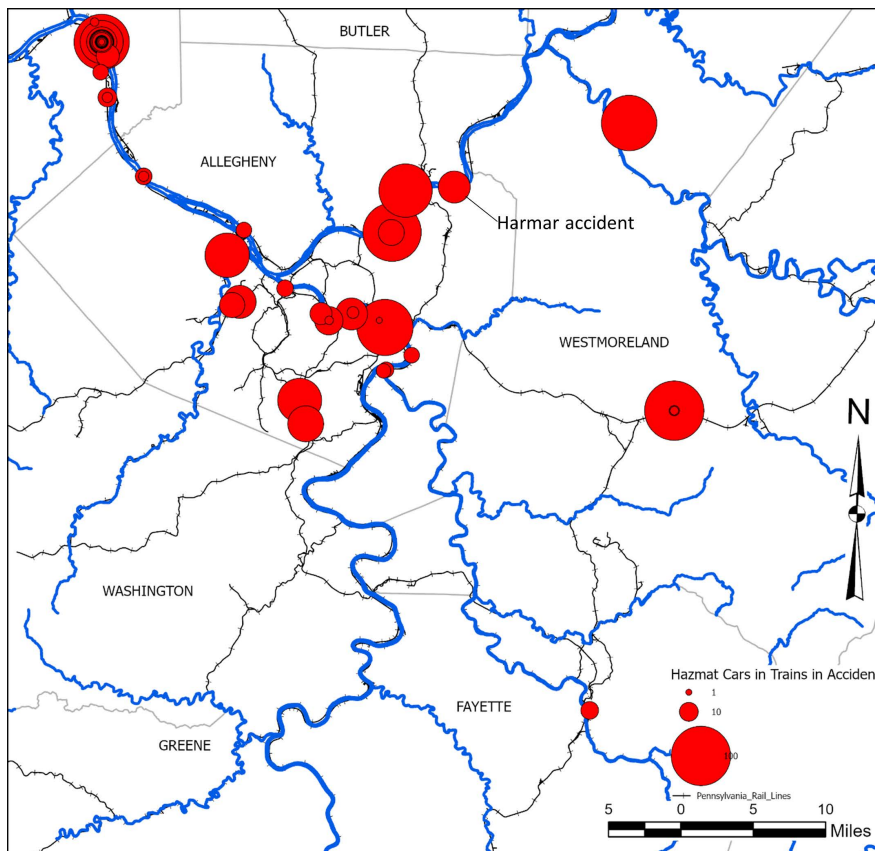 BUTLER
ALLEGHENY
Harmar accident
WESTMORELAND
N
WASHINGTON
FAYETTE
GREENE
Hazmat Cars in Trains in Acciden
1
10
100
Pennsylvania_Rail_Lines
5 0 5 10
Miles